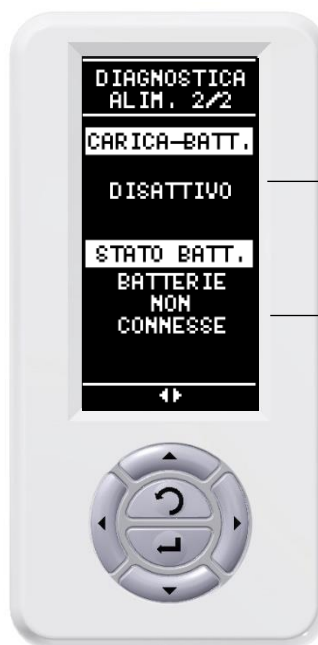 DIAGNOSTICA
ALIM. 2/2
CARICA-BATT.
DISATTIVO
STATO BATT.
BATTERIE
NON
CONNESSE